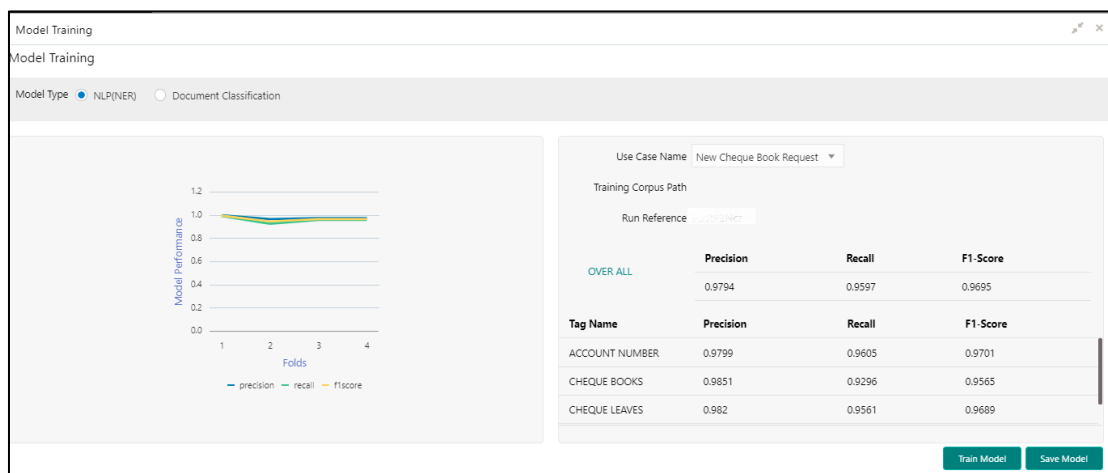 Model Training
Model Training
Model Type NLP(NER) Document Classification
1.2
1.0
0.8
0.6
0.4
0.2
0.0
Model Performance
1 2 3 4
Folds
precision recall f1score
Use Case Name New Cheque Book Request
Training Corpus Path
Run Reference
OVER ALL
Precision Recall F1-Score
0.9794 0.9597 0.9695
Tag Name Precision Recall F1-Score
ACCOUNT NUMBER 0.9799 0.9605 0.9701
CHEQUE BOOKS 0.9851 0.9296 0.9565
CHEQUE LEAVES 0.982 0.9561 0.9689
Train Model Save Model